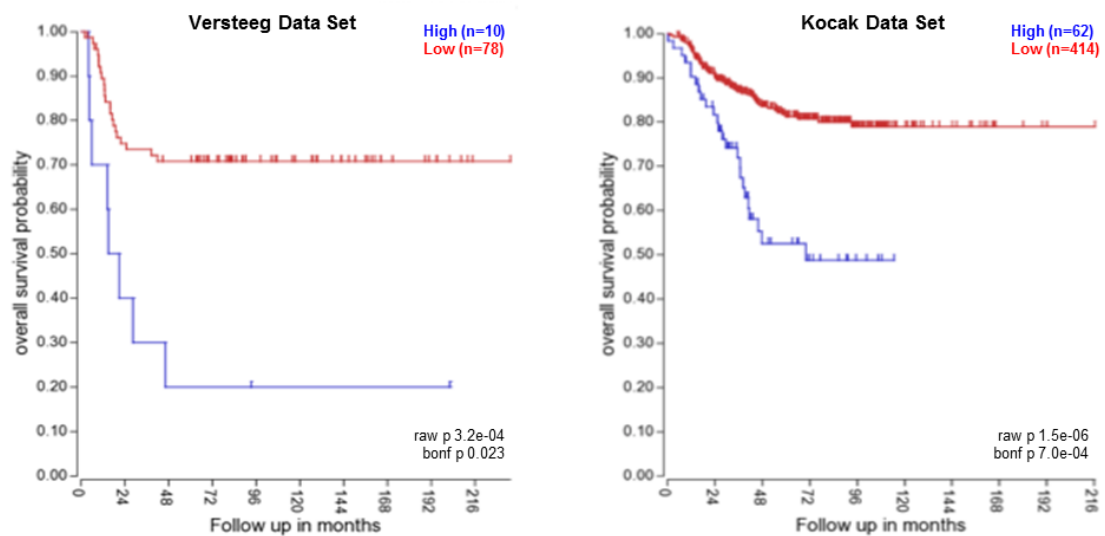 Versteeg Data Set
High (n=10)
Low (n=78)
1.00
0.90
0.80
0.70
0.60
0.50
0.40
0.30
0.20
0.10
0.00
overall survival probability
raw p 3.2e-04
bonf p 0.023
0 24 48 72 96 120 144 168 192 216
Follow up in months
Kocak Data Set
High (n=62)
Low (n=414)
1.00
0.90
0.80
0.70
0.60
0.50
0.40
0.30
0.20
0.10
0.00
overall survival probability
raw p 1.5e-06
bonf p 7.0e-04
0 24 48 72 96 120 144 168 192 216
Follow up in months